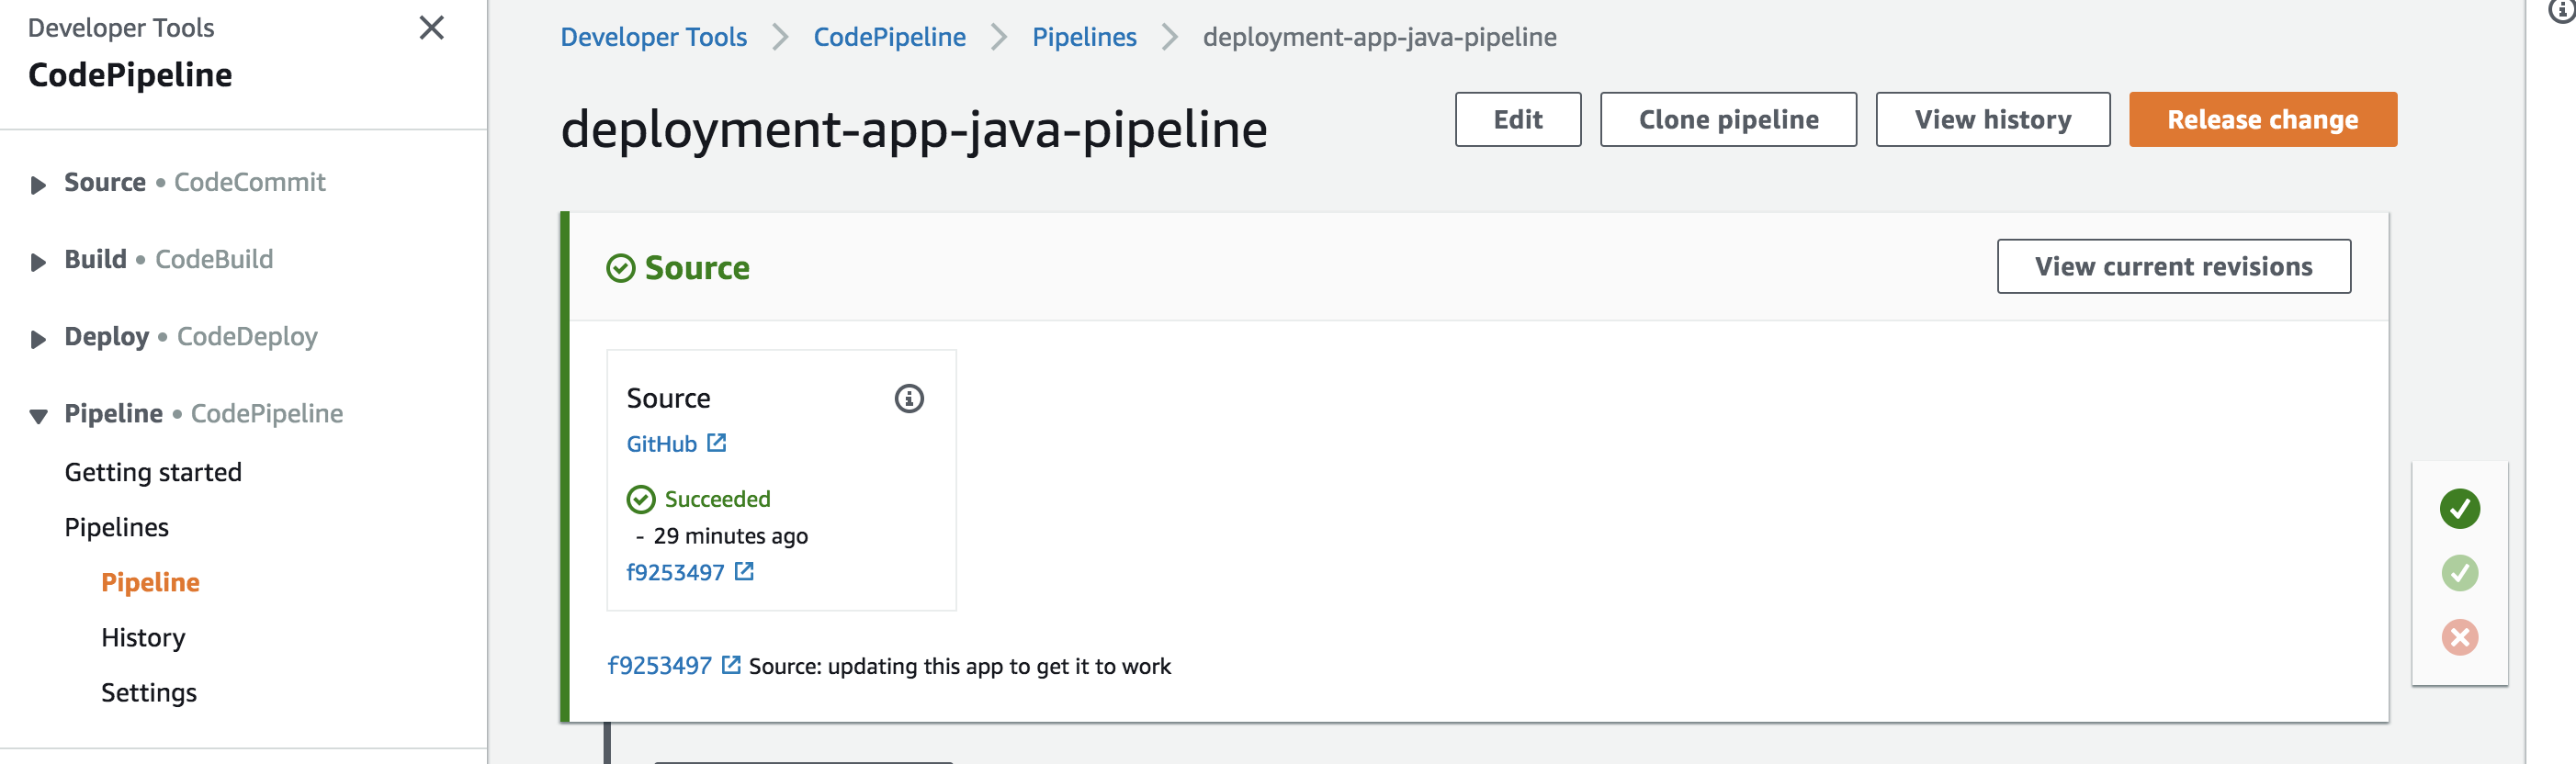 Developer Tools
CodePipeline
Source • CodeCommit
Build • CodeBuild
Deploy • CodeDeploy
Pipeline • CodePipeline
Getting started
Pipelines
Pipeline
History
Settings
Developer Tools > CodePipeline > Pipelines > deployment-app-java-pipeline
deployment-app-java-pipeline
Edit
Clone pipeline
View history
Release change
Source
View current revisions
Source
GitHub
Succeeded
- 29 minutes ago
f9253497
f9253497 Source: updating this app to get it to work